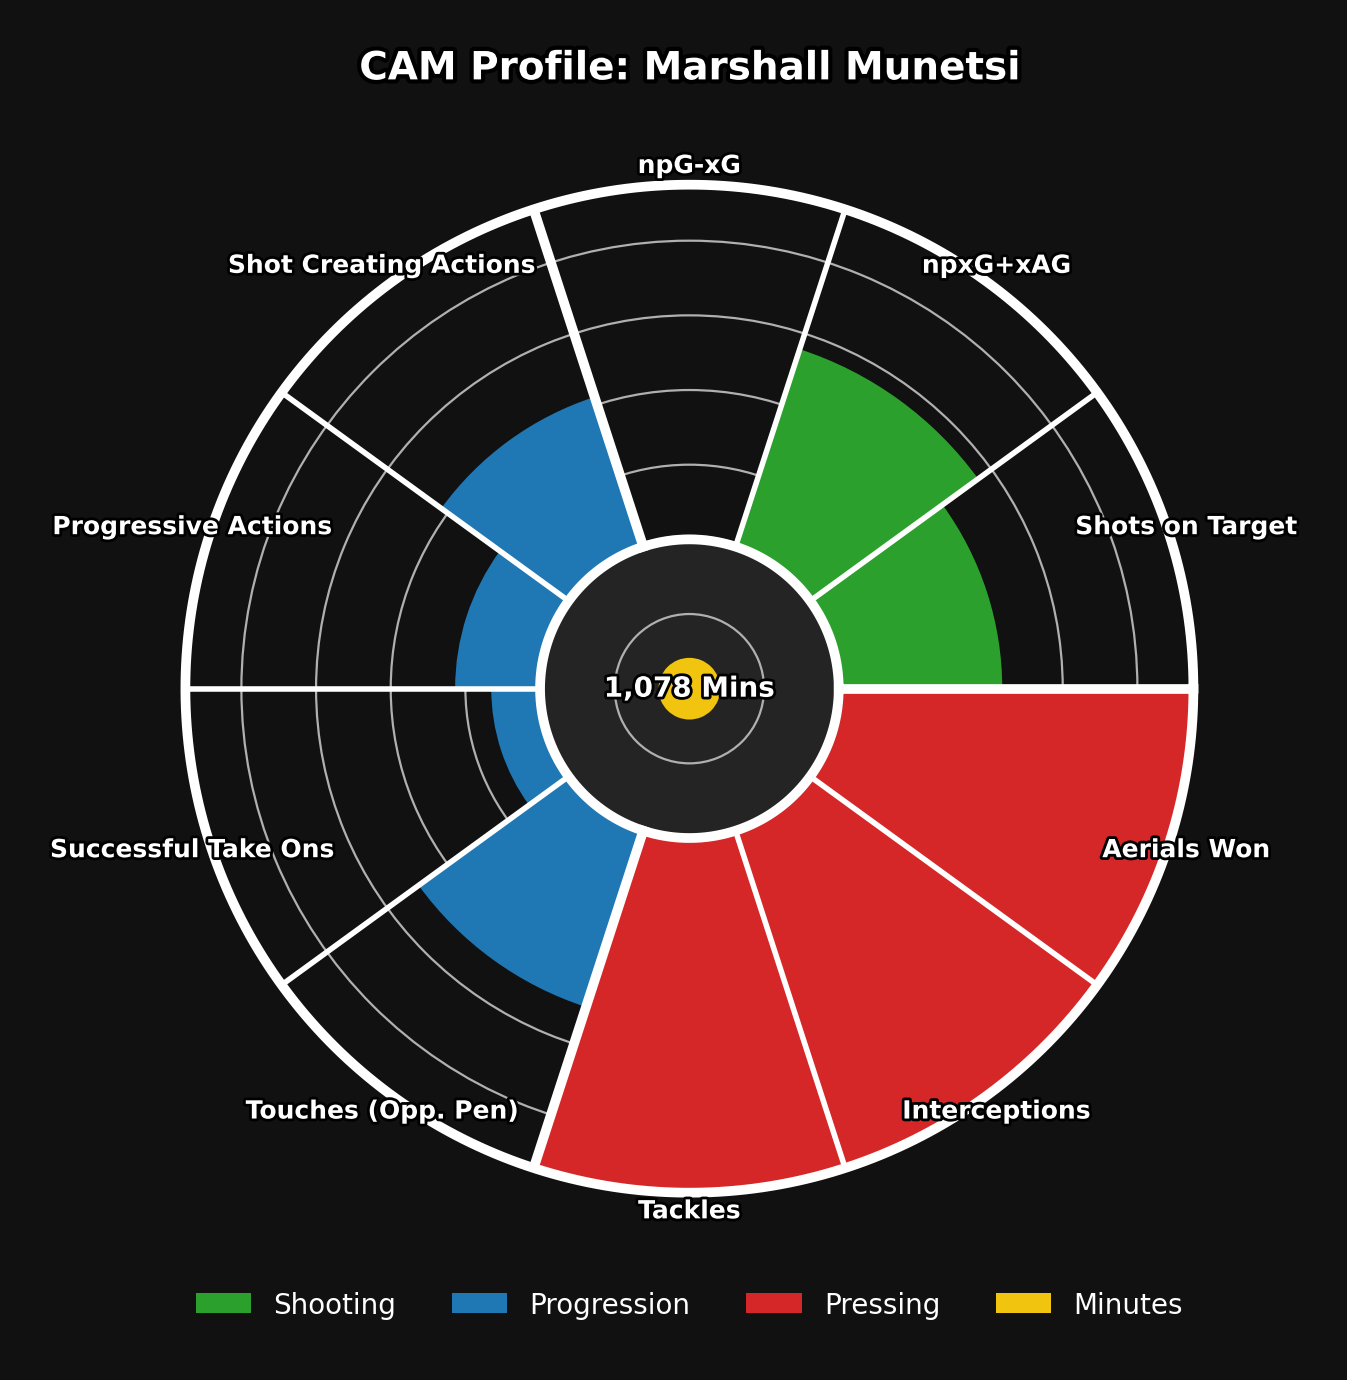 CAM Profile: Marshall Munetsi
npG-xG
Shot Creating Actions
npxG+xAG
Progressive Actions
Shots on Target
1,078 Mins
Successful Take Ons
Aerials Won
Touches (Opp. Pen)
Interceptions
Tackles
Shooting
Progression
Pressing
Minutes